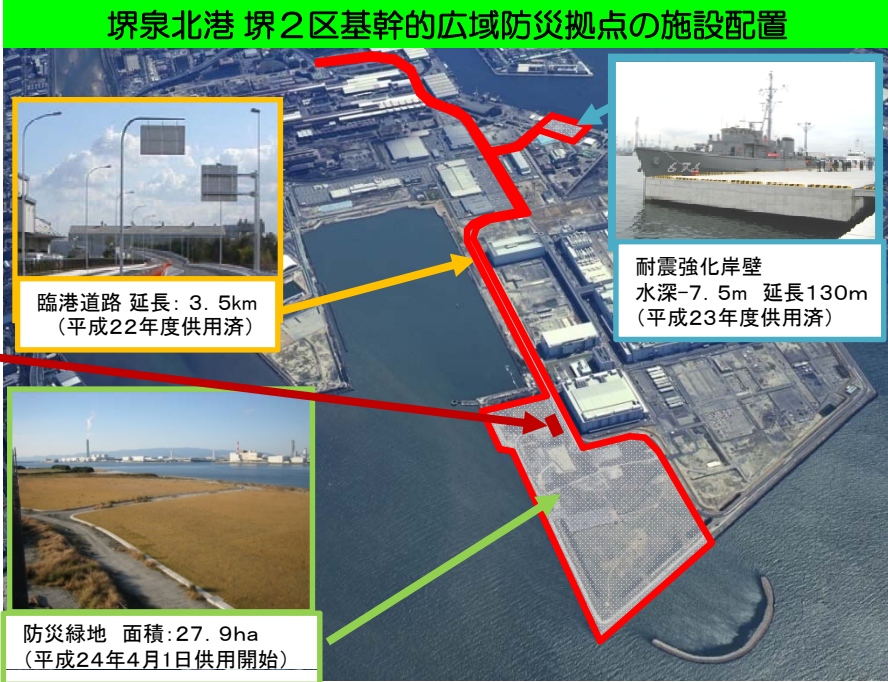 堺泉北港 堺２区基幹的広域防災拠点の施設配置
臨港道路 延長：３．５km
（平成２２年度供用済）
６７４
耐震強化岸壁
水深-７．５ｍ 延長１３０ｍ
（平成２３年度供用済）
防災緑地 面積：２７．９ha
（平成２４年４月１日供用開始）